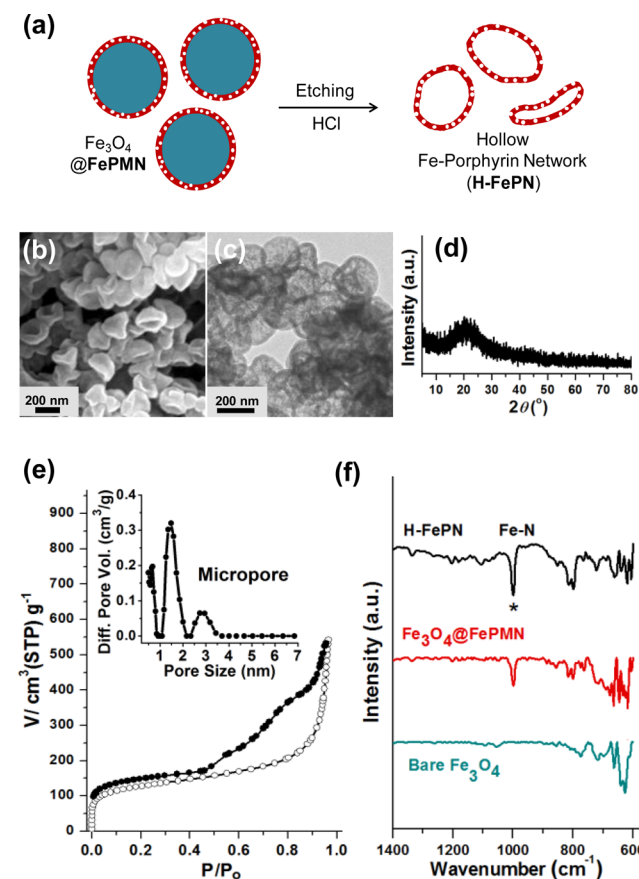 (a)
Fe₃O₄
@FePMN
Etching
HCl
Hollow
Fe-Porphyrin Network
(H-FePN)
(b)
200 nm
(c)
200 nm
(d)
Intensity (a.u.)
10 20 30 40 50 60 70 80
2θ(°)
(e)
V/ cm³(STP) g⁻¹
900
800
700
600
500
400
300
200
100
0
0.0 0.2 0.4 0.6 0.8 1.0
P/P₀
Diff. Pore Vol. (cm³/g)
0.4
0.3
0.2
0.1
0.0
Micropore
1 2 3 4 5 6 7
Pore Size (nm)
(f)
Intensity (a.u.)
H-FePN
Fe-N
*
Fe₃O₄@FePMN
Bare Fe₃O₄
1400 1200 1000 800 600
Wavenumber (cm⁻¹)